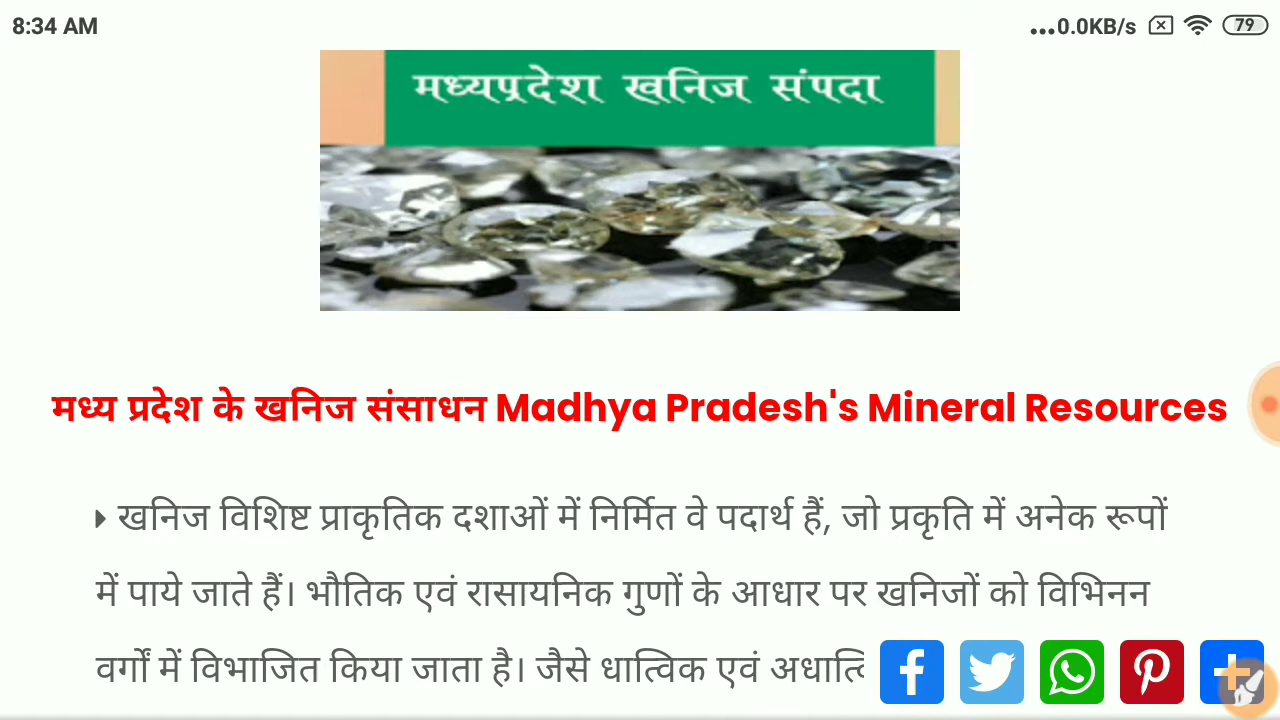 8:34 AM
...0.0KB/s
79
मध्यप्रदेश खनिज संपदा
मध्य प्रदेश के खनिज संसाधन Madhya Pradesh's Mineral Resources
खनिज विशिष्ट प्राकृतिक दशाओं में निर्मित वे पदार्थ हैं, जो प्रकृति में अनेक रूपों
में पाये जाते हैं। भौतिक एवं रासायनिक गुणों के आधार पर खनिजों को विभिनन
वर्गों में विभाजित किया जाता है। जैसे धात्विक एवं